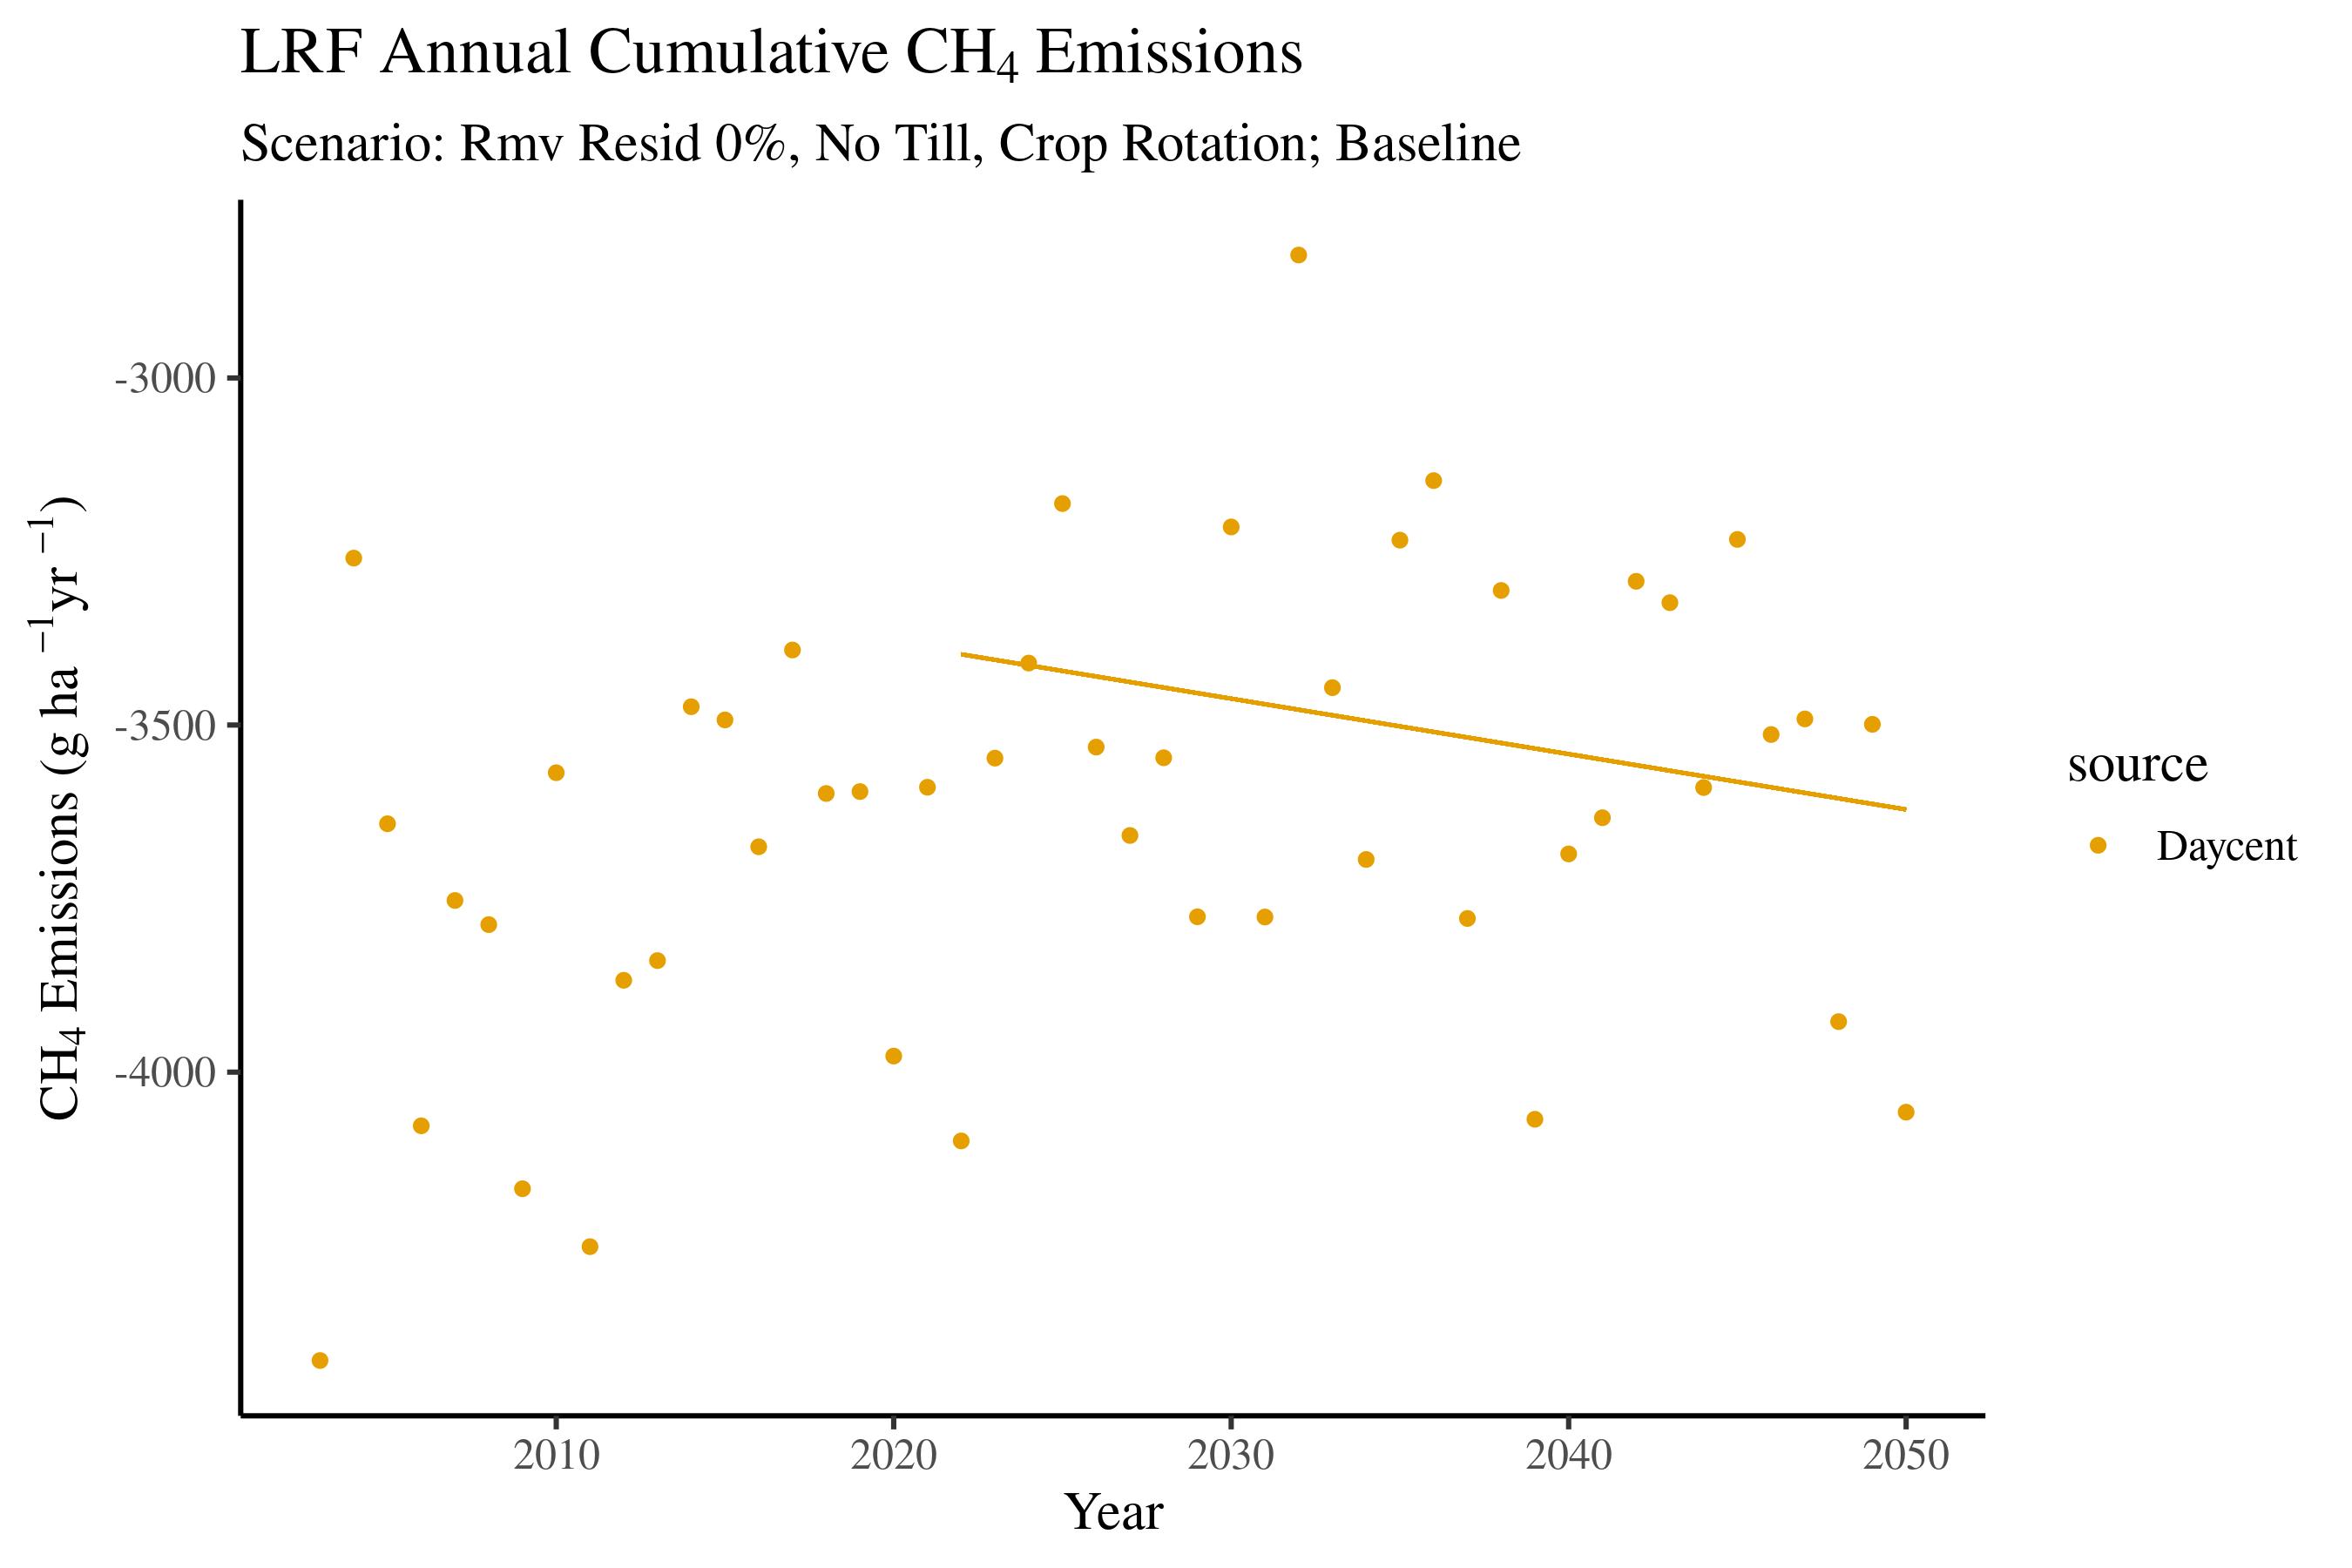 LRF Annual Cumulative CH₄ Emissions
Scenario: Rmv Resid 0%, No Till, Crop Rotation; Baseline
CH₄ Emissions (g ha ⁻¹yr ⁻¹)
-3000
-3500
-4000
2010 2020 2030 2040 2050
Year
source
Daycent